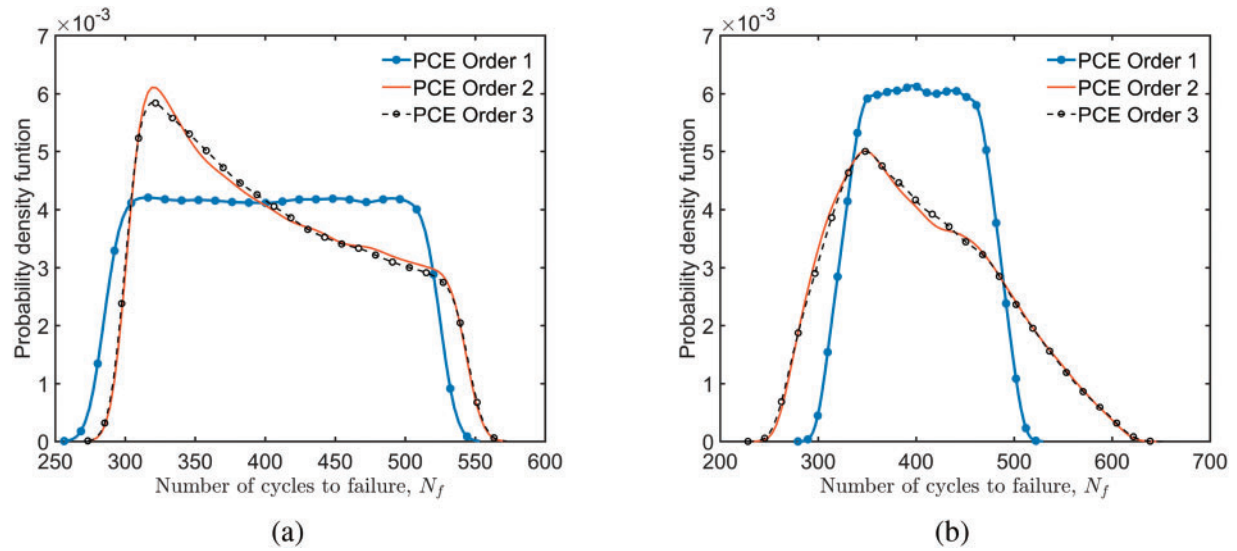 ×10⁻³
7
6
5
4
3
2
1
0
Probability density funtion
250 300 350 400 450 500 550 600
Number of cycles to failure, N_f
PCE Order 1
PCE Order 2
PCE Order 3
(a)
×10⁻³
7
6
5
4
3
2
1
0
Probability density funtion
200 300 400 500 600 700
Number of cycles to failure, N_f
PCE Order 1
PCE Order 2
PCE Order 3
(b)